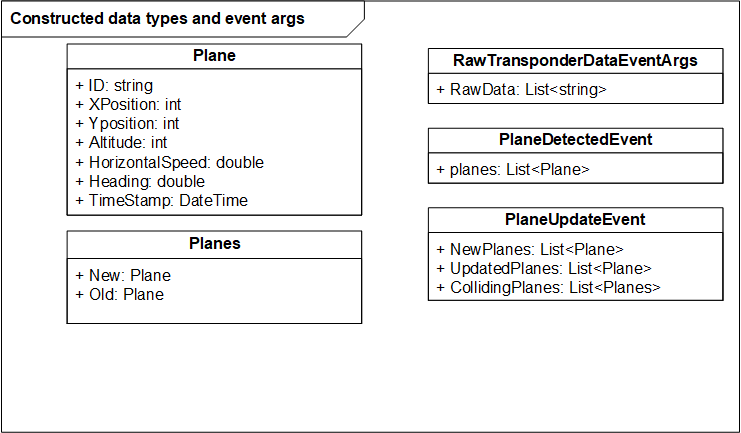 Constructed data types and event args
Plane
+ ID: string
+ XPosition: int
+ Yposition: int
+ Altitude: int
+ HorizontalSpeed: double
+ Heading: double
+ TimeStamp: DateTime
Planes
+ New: Plane
+ Old: Plane
RawTransponderDataEventArgs
+ RawData: List<string>
PlaneDetectedEvent
+ planes: List<Plane>
PlaneUpdateEvent
+ NewPlanes: List<Plane>
+ UpdatedPlanes: List<Plane>
+ CollidingPlanes: List<Planes>